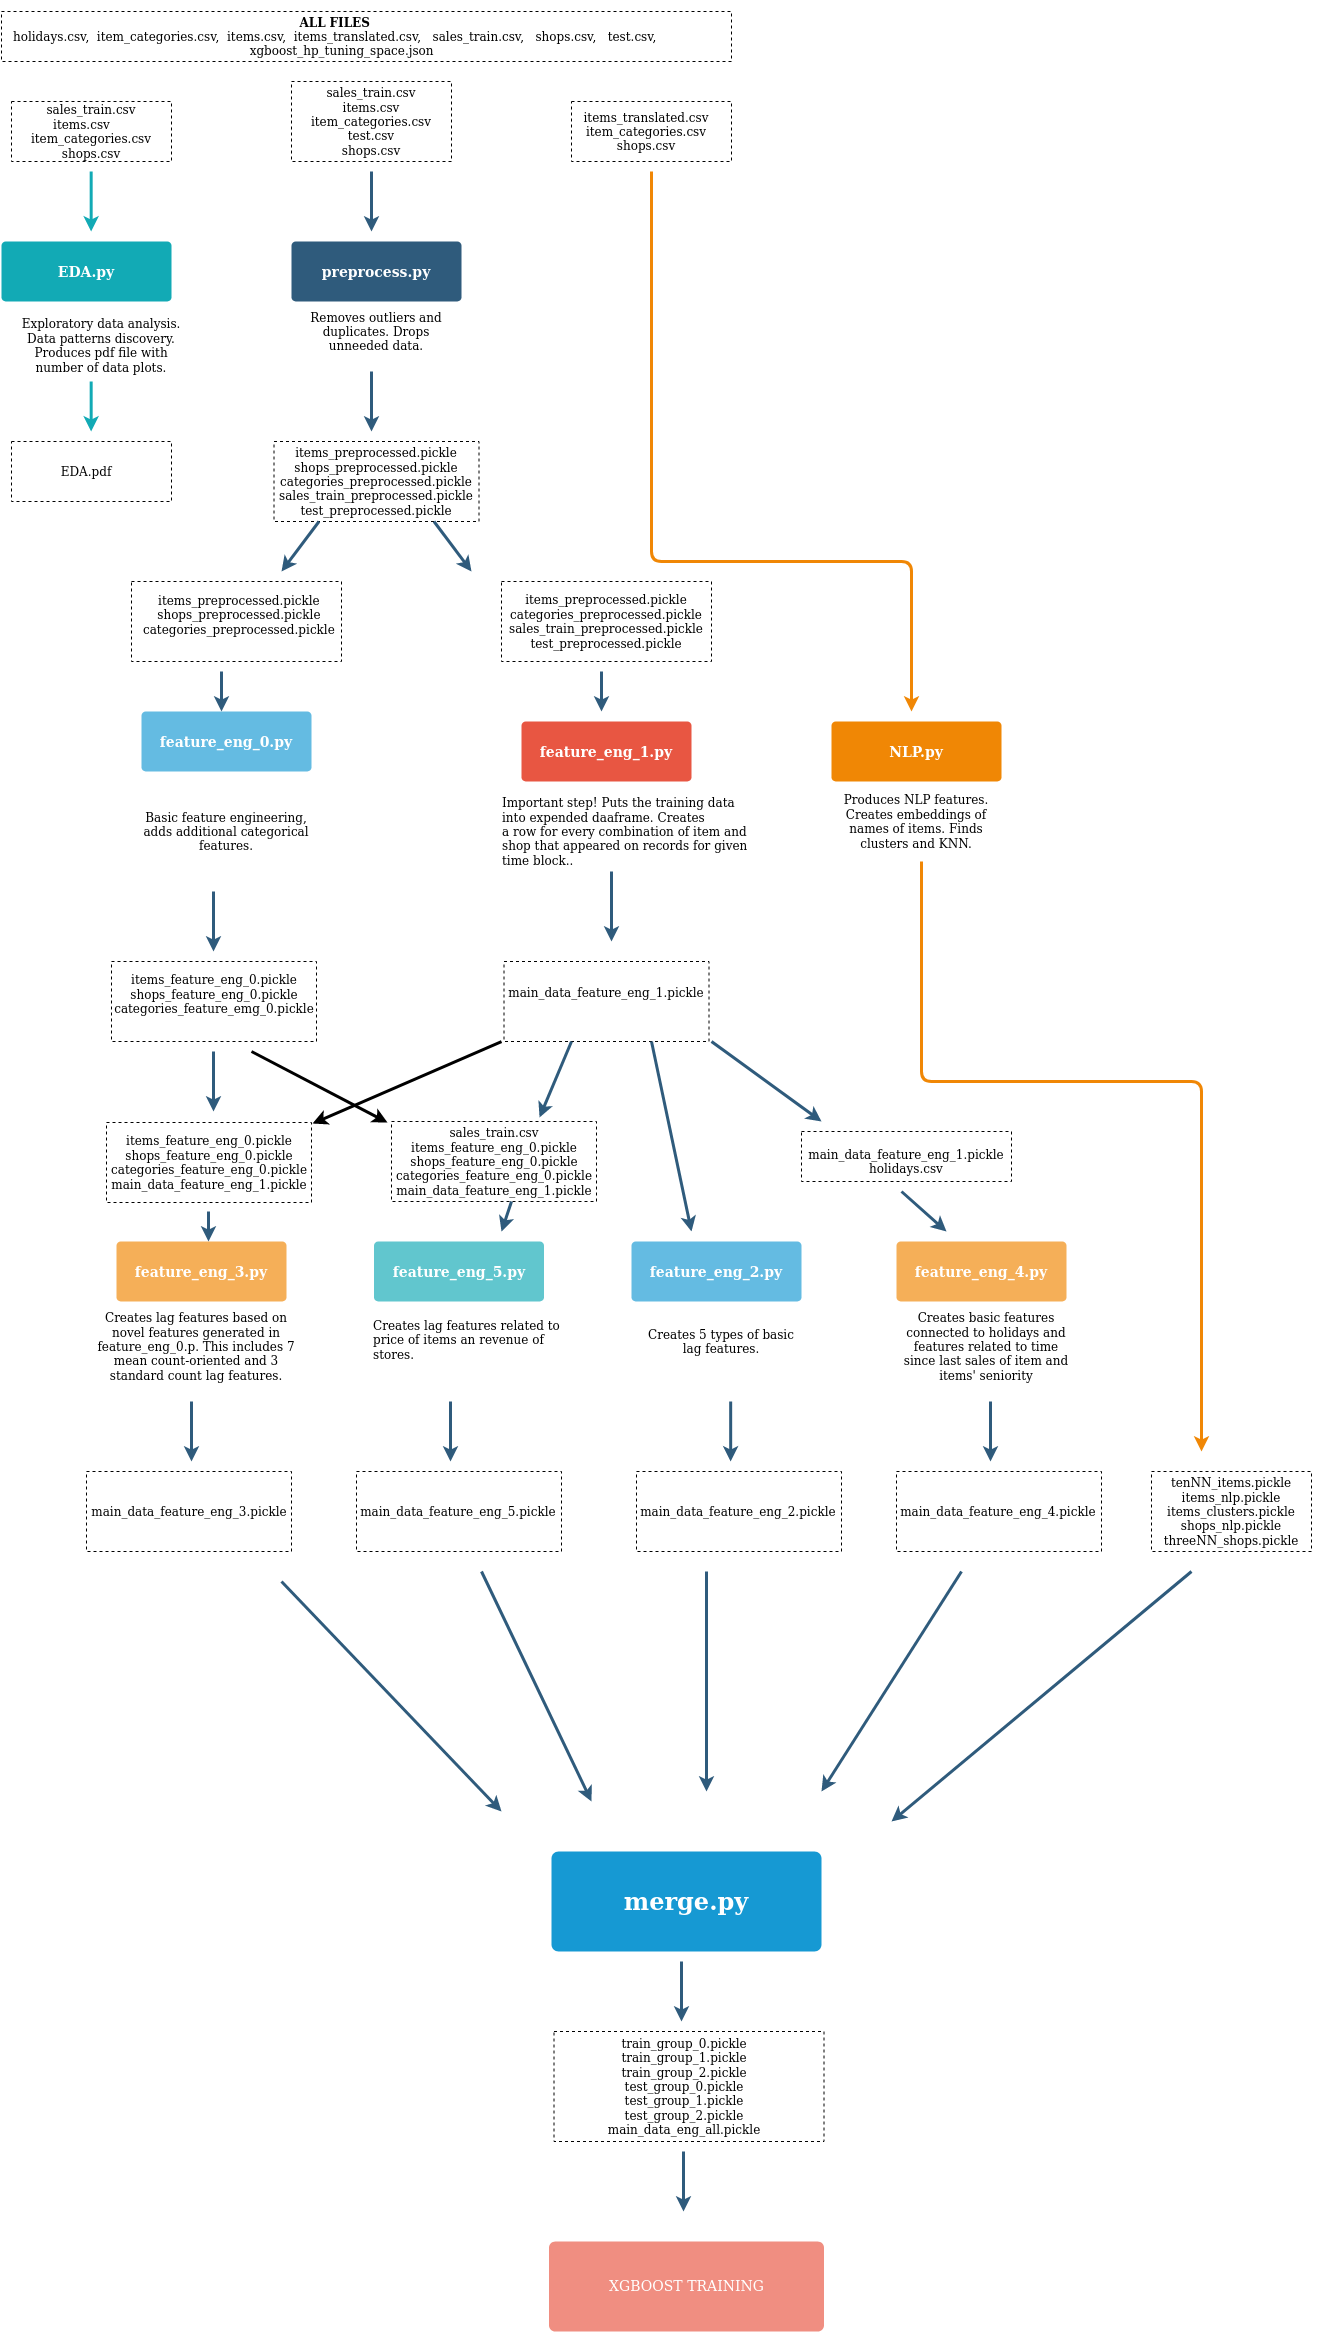 ALL FILES
holidays.csv, item_categories.csv, items.csv, items_translated.csv, sales_train.csv, shops.csv, test.csv,
xgboost_hp_tuning_space.json
sales_train.csv
items.csv
item_categories.csv
shops.csv
sales_train.csv
items.csv
item_categories.csv
test.csv
shops.csv
items_translated.csv
item_categories.csv
shops.csv
EDA.py
preprocess.py
Exploratory data analysis.
Data patterns discovery.
Produces pdf file with
number of data plots.
Removes outliers and
duplicates. Drops
unneeded data.
EDA.pdf
items_preprocessed.pickle
shops_preprocessed.pickle
categories_preprocessed.pickle
sales_train_preprocessed.pickle
test_preprocessed.pickle
items_preprocessed.pickle
shops_preprocessed.pickle
categories_preprocessed.pickle
items_preprocessed.pickle
categories_preprocessed.pickle
sales_train_preprocessed.pickle
test_preprocessed.pickle
feature_eng_0.py
feature_eng_1.py
NLP.py
Basic feature engineering,
adds additional categorical
features.
Important step! Puts the training data
into expended daaframe. Creates
a row for every combination of item and
shop that appeared on records for given
time block..
Produces NLP features.
Creates embeddings of
names of items. Finds
clusters and KNN.
items_feature_eng_0.pickle
shops_feature_eng_0.pickle
categories_feature_emg_0.pickle
main_data_feature_eng_1.pickle
items_feature_eng_0.pickle
shops_feature_eng_0.pickle
categories_feature_eng_0.pickle
main_data_feature_eng_1.pickle
sales_train.csv
items_feature_eng_0.pickle
shops_feature_eng_0.pickle
categories_feature_eng_0.pickle
main_data_feature_eng_1.pickle
main_data_feature_eng_1.pickle
holidays.csv
feature_eng_3.py
feature_eng_5.py
feature_eng_2.py
feature_eng_4.py
Creates lag features based on
novel features generated in
feature_eng_0.p. This includes 7
mean count-oriented and 3
standard count lag features.
Creates lag features related to
price of items an revenue of
stores.
Creates 5 types of basic
lag features.
Creates basic features
connected to holidays and
features related to time
since last sales of item and
items' seniority
main_data_feature_eng_3.pickle
main_data_feature_eng_5.pickle
main_data_feature_eng_2.pickle
main_data_feature_eng_4.pickle
tenNN_items.pickle
items_nlp.pickle
items_clusters.pickle
shops_nlp.pickle
threeNN_shops.pickle
merge.py
train_group_0.pickle
train_group_1.pickle
train_group_2.pickle
test_group_0.pickle
test_group_1.pickle
test_group_2.pickle
main_data_eng_all.pickle
XGBOOST TRAINING